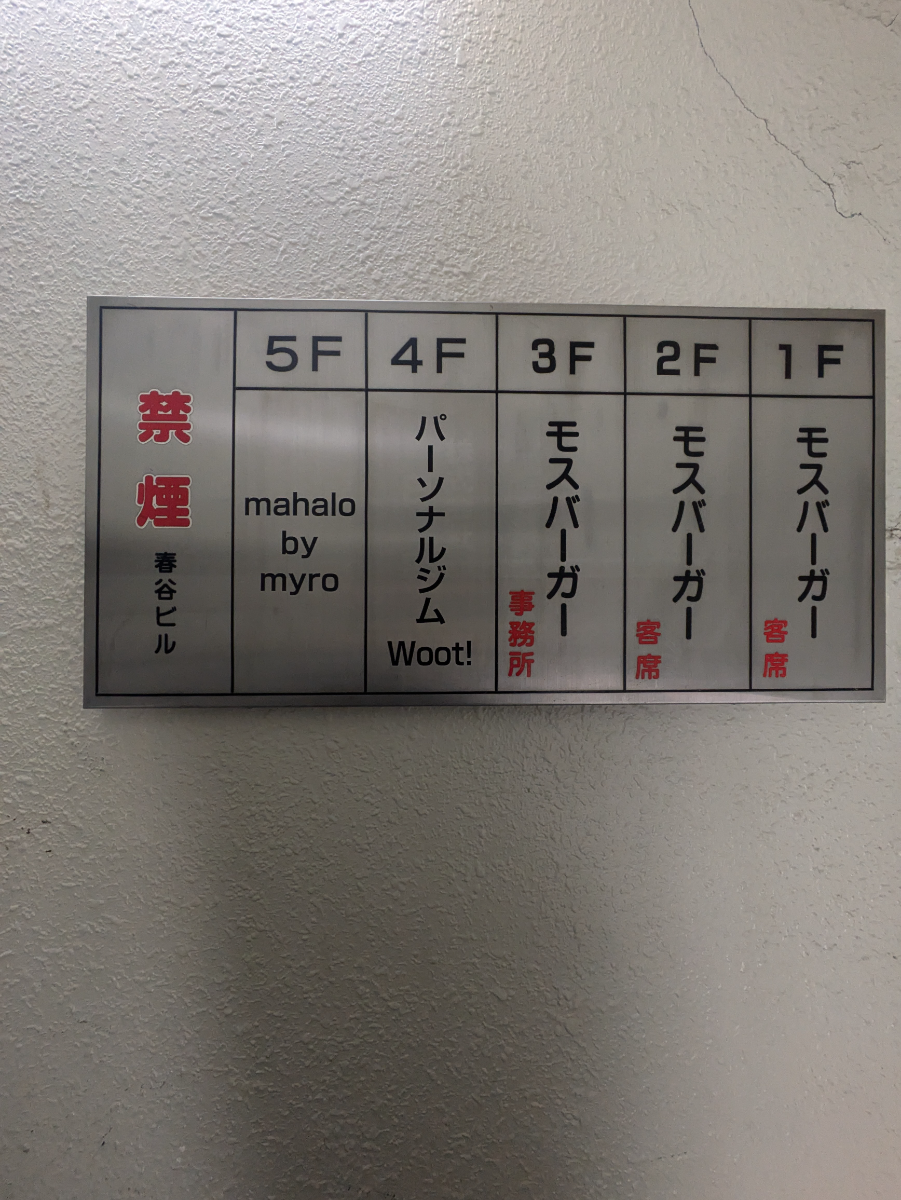 禁煙
春谷ビル
5F
mahalo
by
myro
4F
パーソナルジム
Woot!
3F
モスバーガー
事務所
2F
モスバーガー
客席
1F
モスバーガー
客席